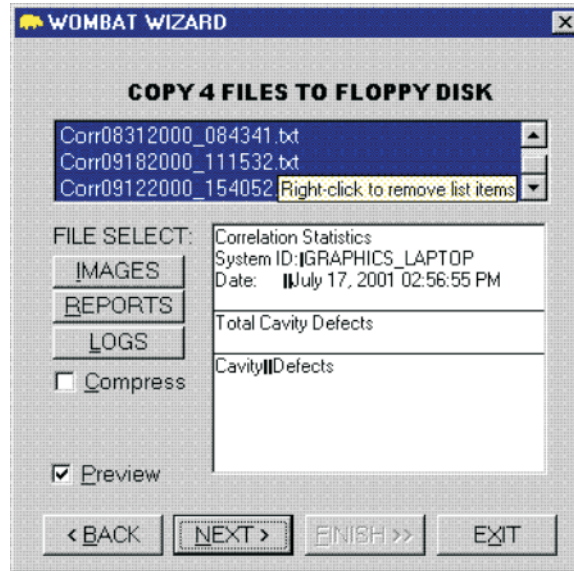 WOMBAT WIZARD
COPY 4 FILES TO FLOPPY DISK
Corr08312000_084341.txt
Corr09182000_111532.txt
Corr09122000_154052.
Right-click to remove list items
FILE SELECT:
IMAGES
REPORTS
LOGS
Compress
Preview
Correlation Statistics
System ID:||GRAPHICS_LAPTOP
Date: ||July 17, 2001 02:56:55 PM
Total Cavity Defects
Cavity||Defects
< BACK
NEXT >
FINISH >>
EXIT